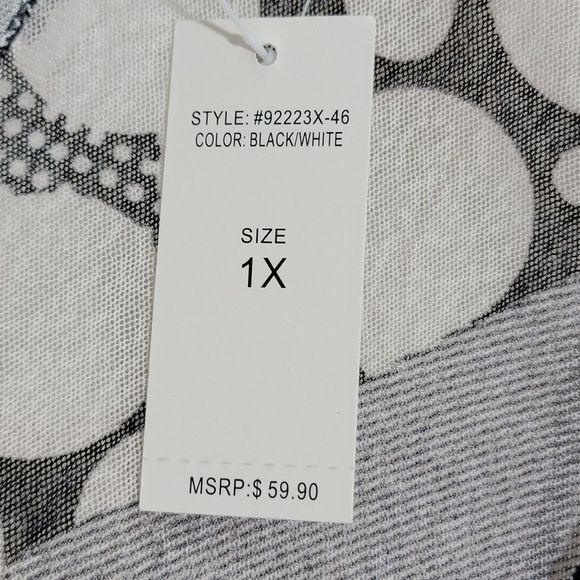 STYLE: #92223X-46
COLOR: BLACK/WHITE
SIZE
1X
MSRP:$ 59.90